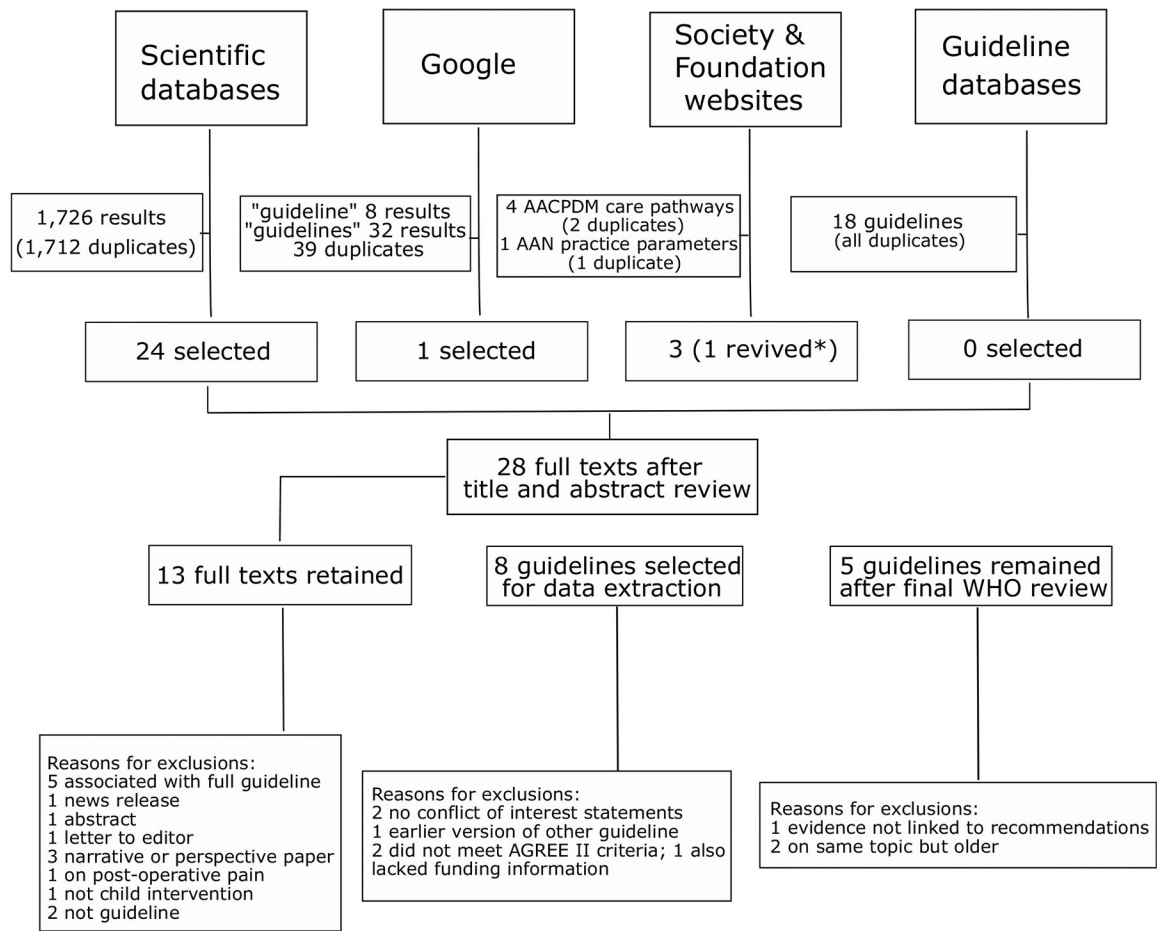 Scientific
databases
Google
Society &
Foundation
websites
Guideline
databases
1,726 results
(1,712 duplicates)
"guideline" 8 results
"guidelines" 32 results
39 duplicates
4 AACPDM care pathways
(2 duplicates)
1 AAN practice parameters
(1 duplicate)
18 guidelines
(all duplicates)
24 selected
1 selected
3 (1 revived*)
0 selected
28 full texts after
title and abstract review
13 full texts retained
8 guidelines selected
for data extraction
5 guidelines remained
after final WHO review
Reasons for exclusions:
5 associated with full guideline
1 news release
1 abstract
1 letter to editor
3 narrative or perspective paper
1 on post-operative pain
1 not child intervention
2 not guideline
Reasons for exclusions:
2 no conflict of interest statements
1 earlier version of other guideline
2 did not meet AGREE II criteria; 1 also
lacked funding information
Reasons for exclusions:
1 evidence not linked to recommendations
2 on same topic but older